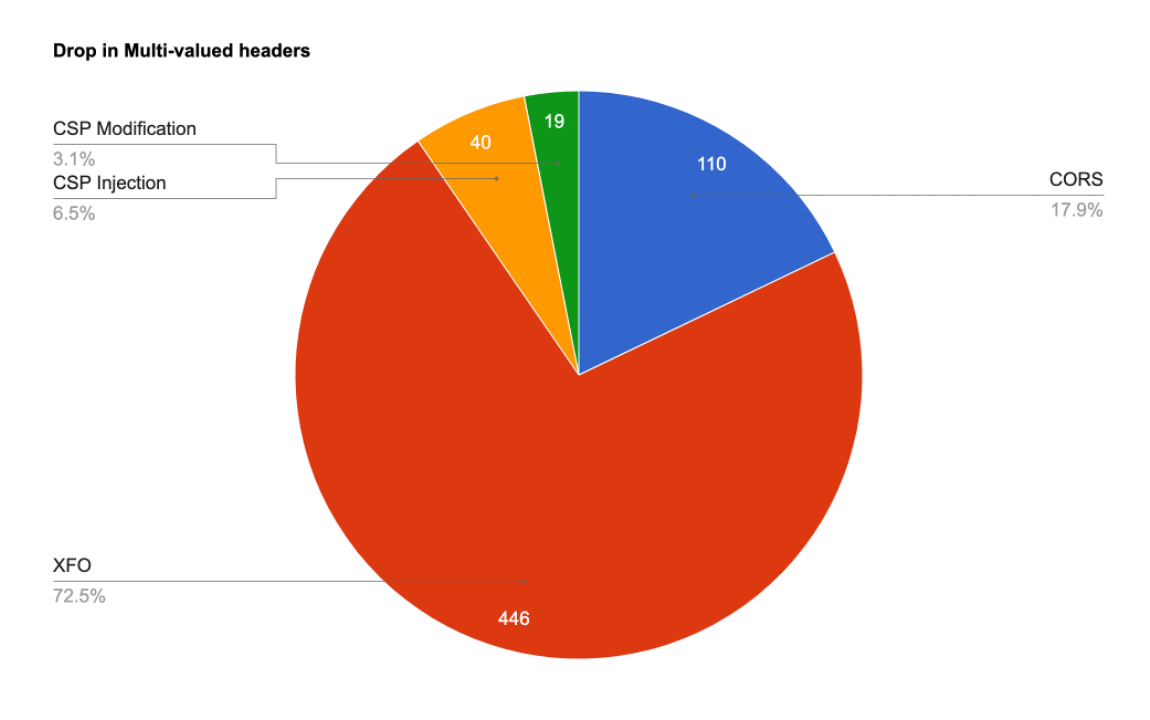 Drop in Multi-valued headers
CSP Modification
3.1%
CSP Injection
6.5%
40
19
110
CORS
17.9%
XFO
72.5%
446